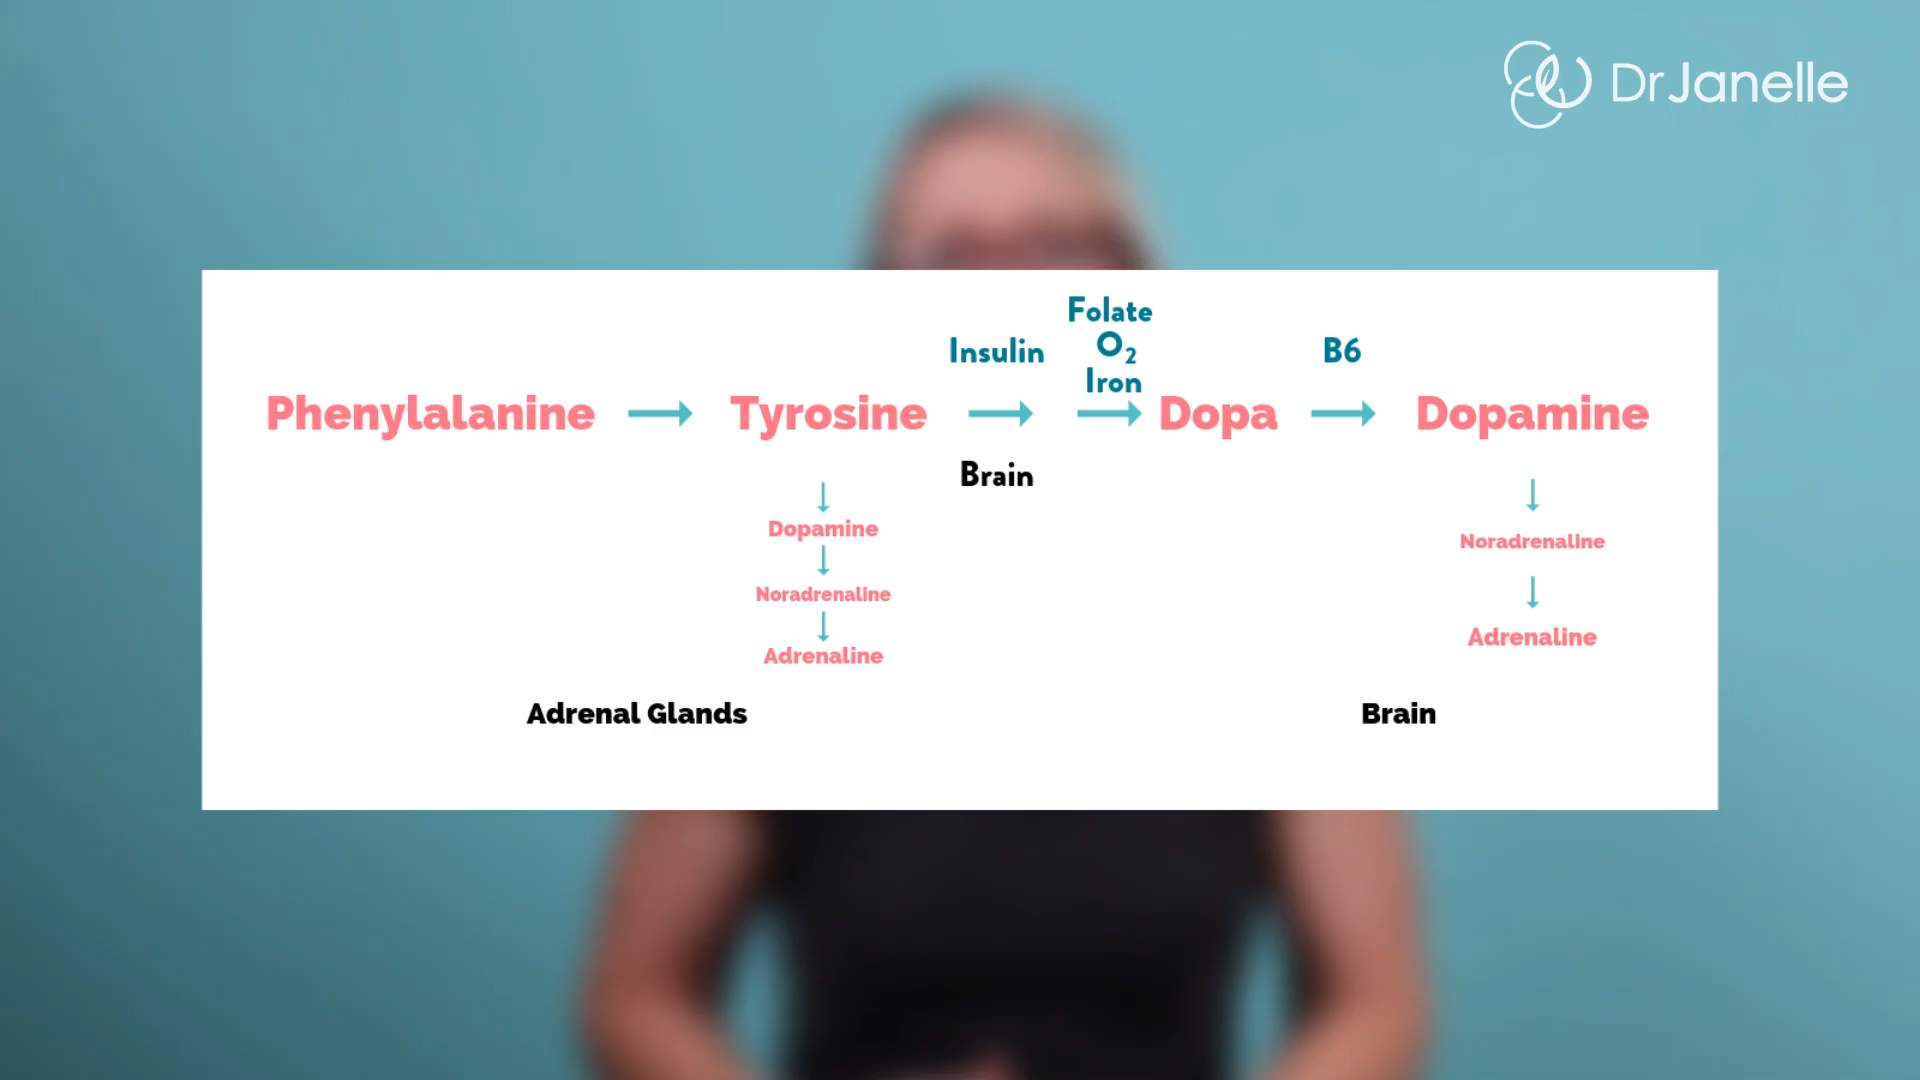 DrJanelle
Folate
Insulin O₂ B6
Iron
Phenylalanine Tyrosine Dopa Dopamine
Brain
Dopamine
Noradrenaline
Noradrenaline
Adrenaline
Adrenaline
Adrenal Glands Brain